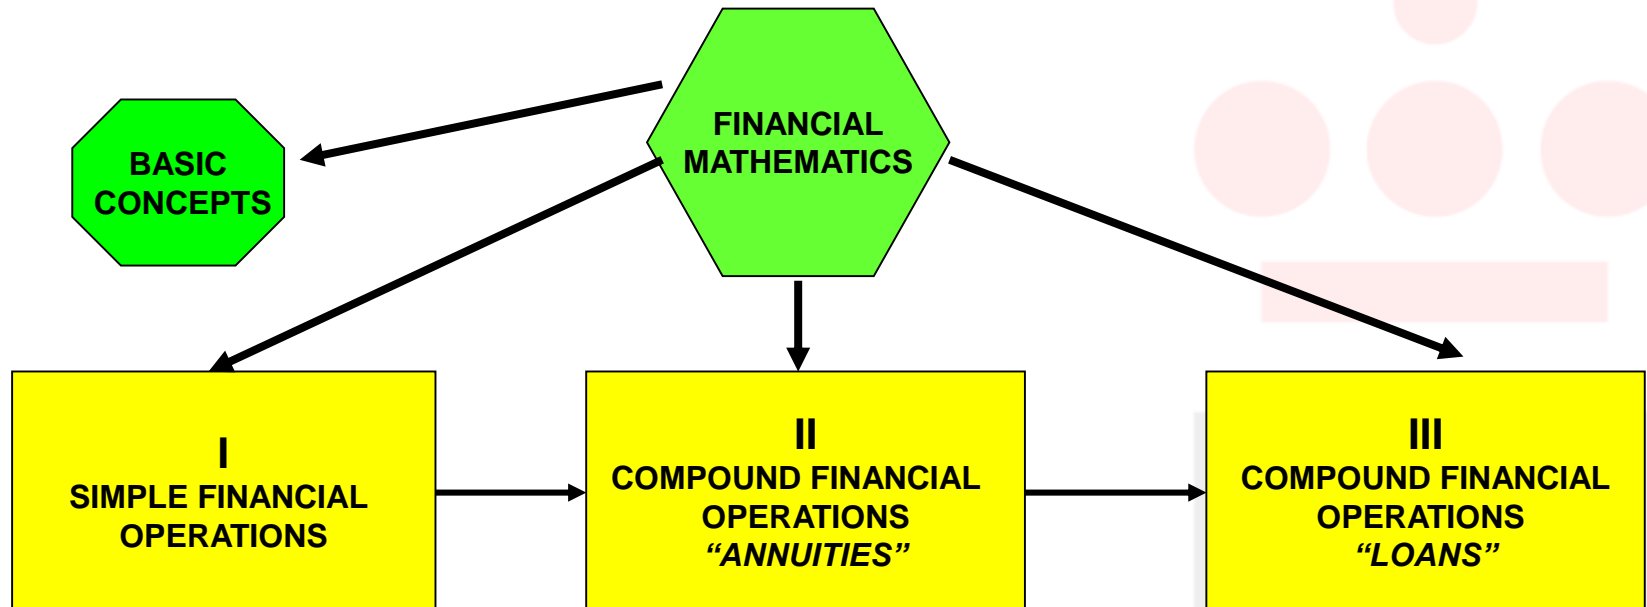 FINANCIAL
MATHEMATICS
BASIC
CONCEPTS
I
SIMPLE FINANCIAL
OPERATIONS
II
COMPOUND FINANCIAL
OPERATIONS
“ANNUITIES”
III
COMPOUND FINANCIAL
OPERATIONS
“LOANS”